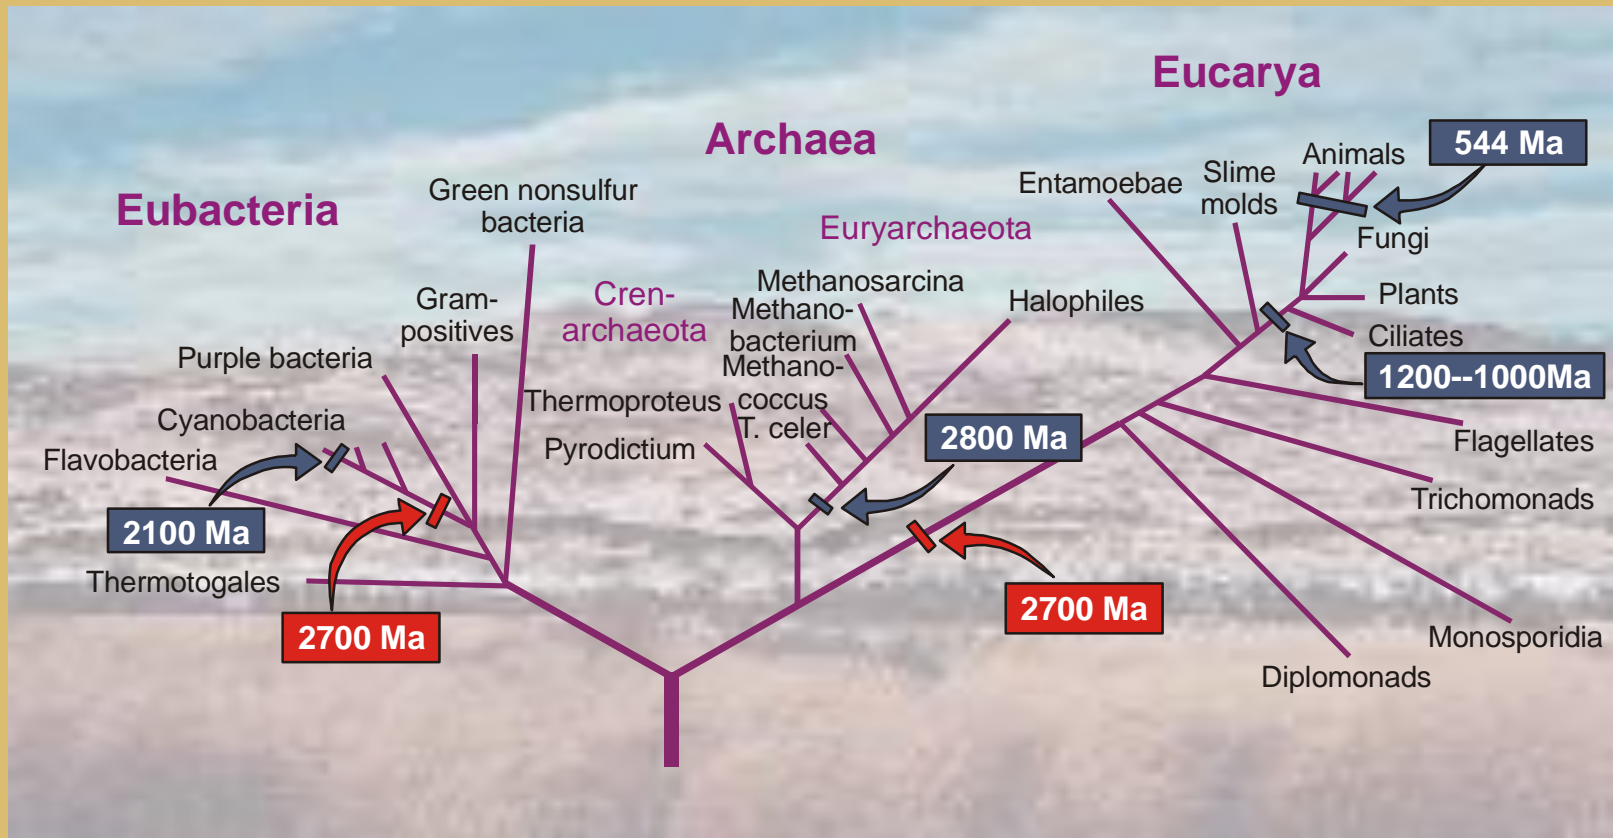 Eucarya
Archaea
Eubacteria
544 Ma
Animals
Slime
molds
Entamoebae
Green nonsulfur
bacteria
Euryarchaeota
Fungi
Cren-
archaeota
Methanosarcina
Halophiles
Plants
Gram-
positives
Methano-
bacterium
Ciliates
Purple bacteria
Methano-
coccus
1200--1000Ma
Thermoproteus
Cyanobacteria
T. celer
2800 Ma
Flagellates
Pyrodictium
Flavobacteria
Trichomonads
2100 Ma
Thermotogales
2700 Ma
2700 Ma
Monosporidia
Diplomonads